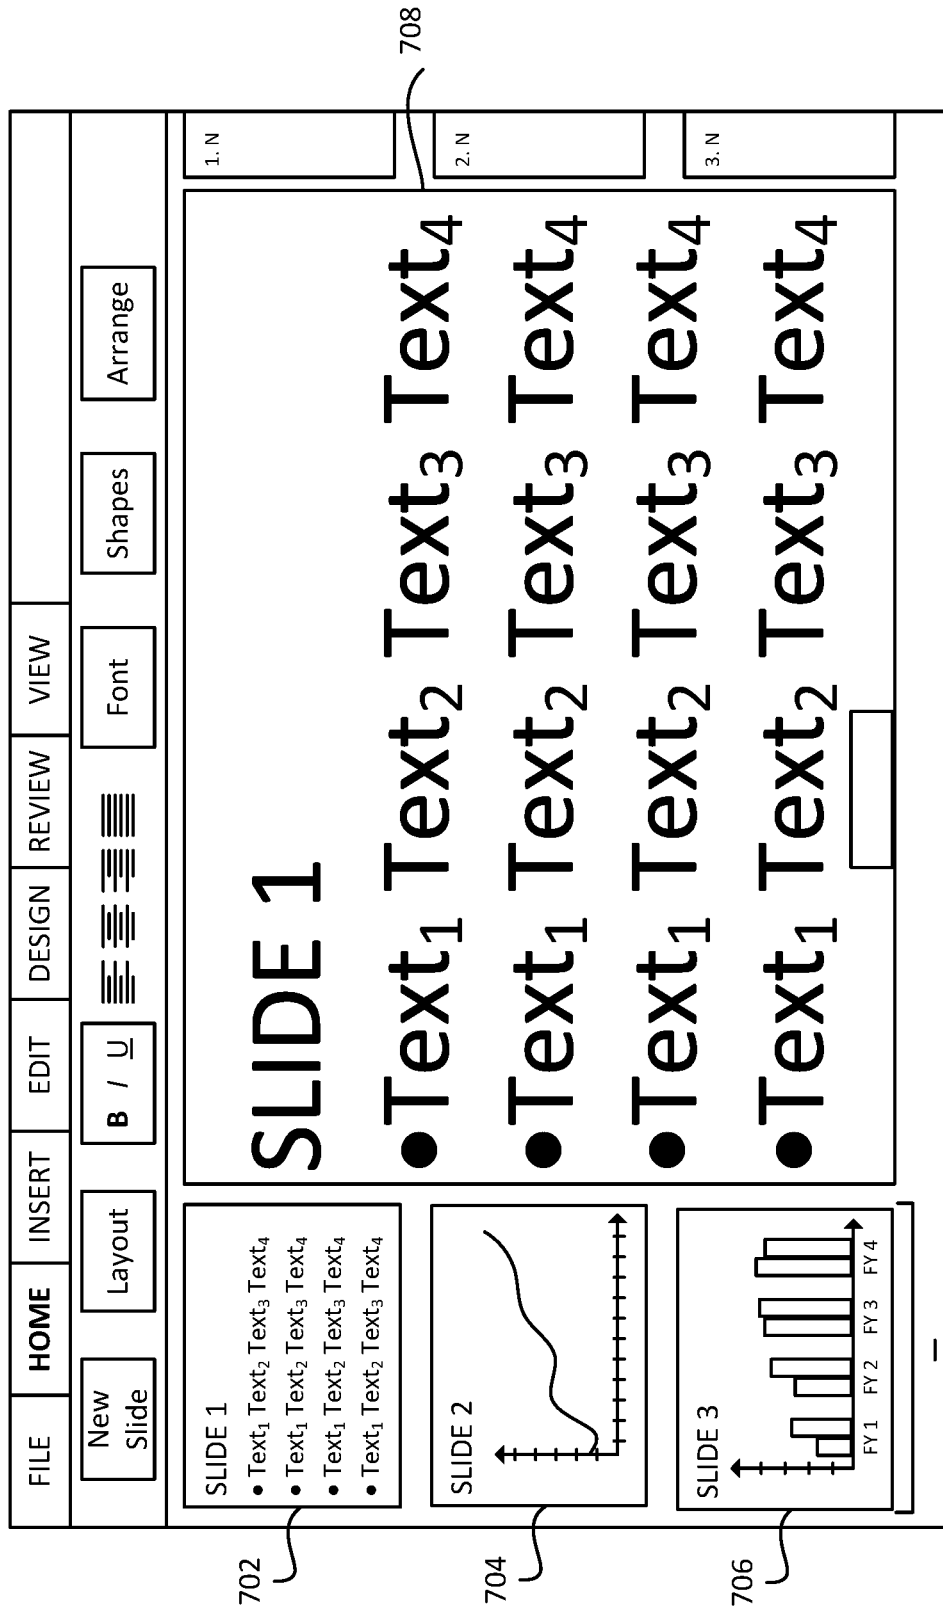 FILE HOME INSERT EDIT DESIGN REVIEW VIEW
New Slide Layout B I U Font Shapes Arrange
702
SLIDE 1
• Text₁ Text₂ Text₃ Text₄
• Text₁ Text₂ Text₃ Text₄
• Text₁ Text₂ Text₃ Text₄
• Text₁ Text₂ Text₃ Text₄
704
SLIDE 2
706
SLIDE 3
FY 1 FY 2 FY 3 FY 4
708
SLIDE 1
• Text₁ Text₂ Text₃ Text₄
• Text₁ Text₂ Text₃ Text₄
• Text₁ Text₂ Text₃ Text₄
• Text₁ Text₂ Text₃ Text₄
1. N
2. N
3. N